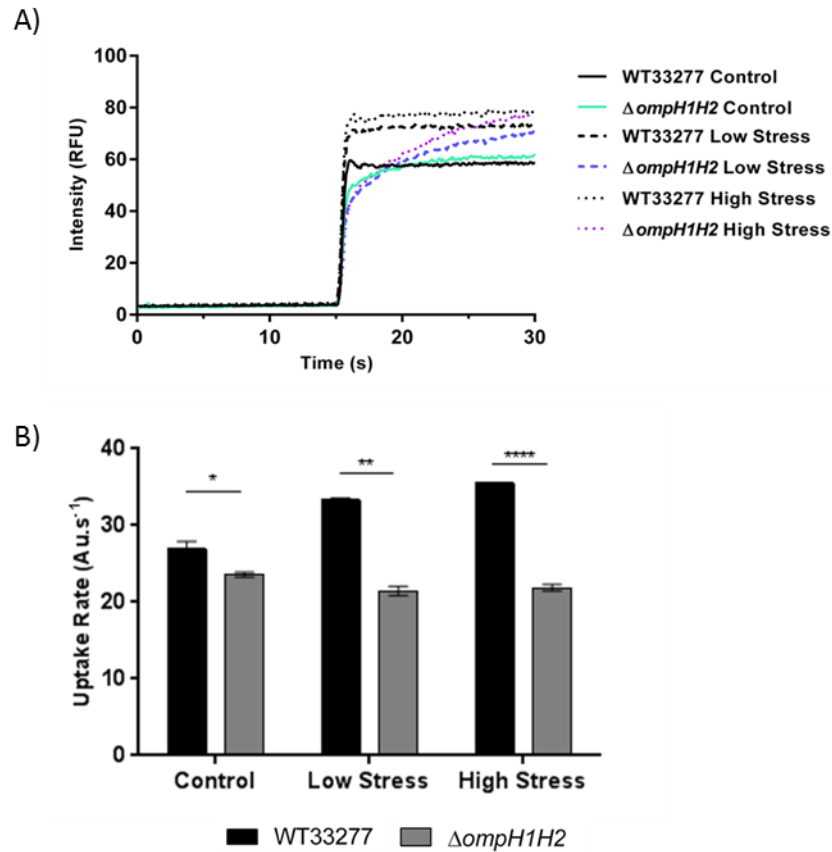 A)
100
80
60
40
20
0
Intensity (RFU)
0 10 20 30
Time (s)
WT33277 Control
ΔompH1H2 Control
WT33277 Low Stress
ΔompH1H2 Low Stress
WT33277 High Stress
ΔompH1H2 High Stress
B)
40
30
20
10
0
Uptake Rate (Au.s⁻¹)
* ** ****
Control Low Stress High Stress
WT33277 ΔompH1H2